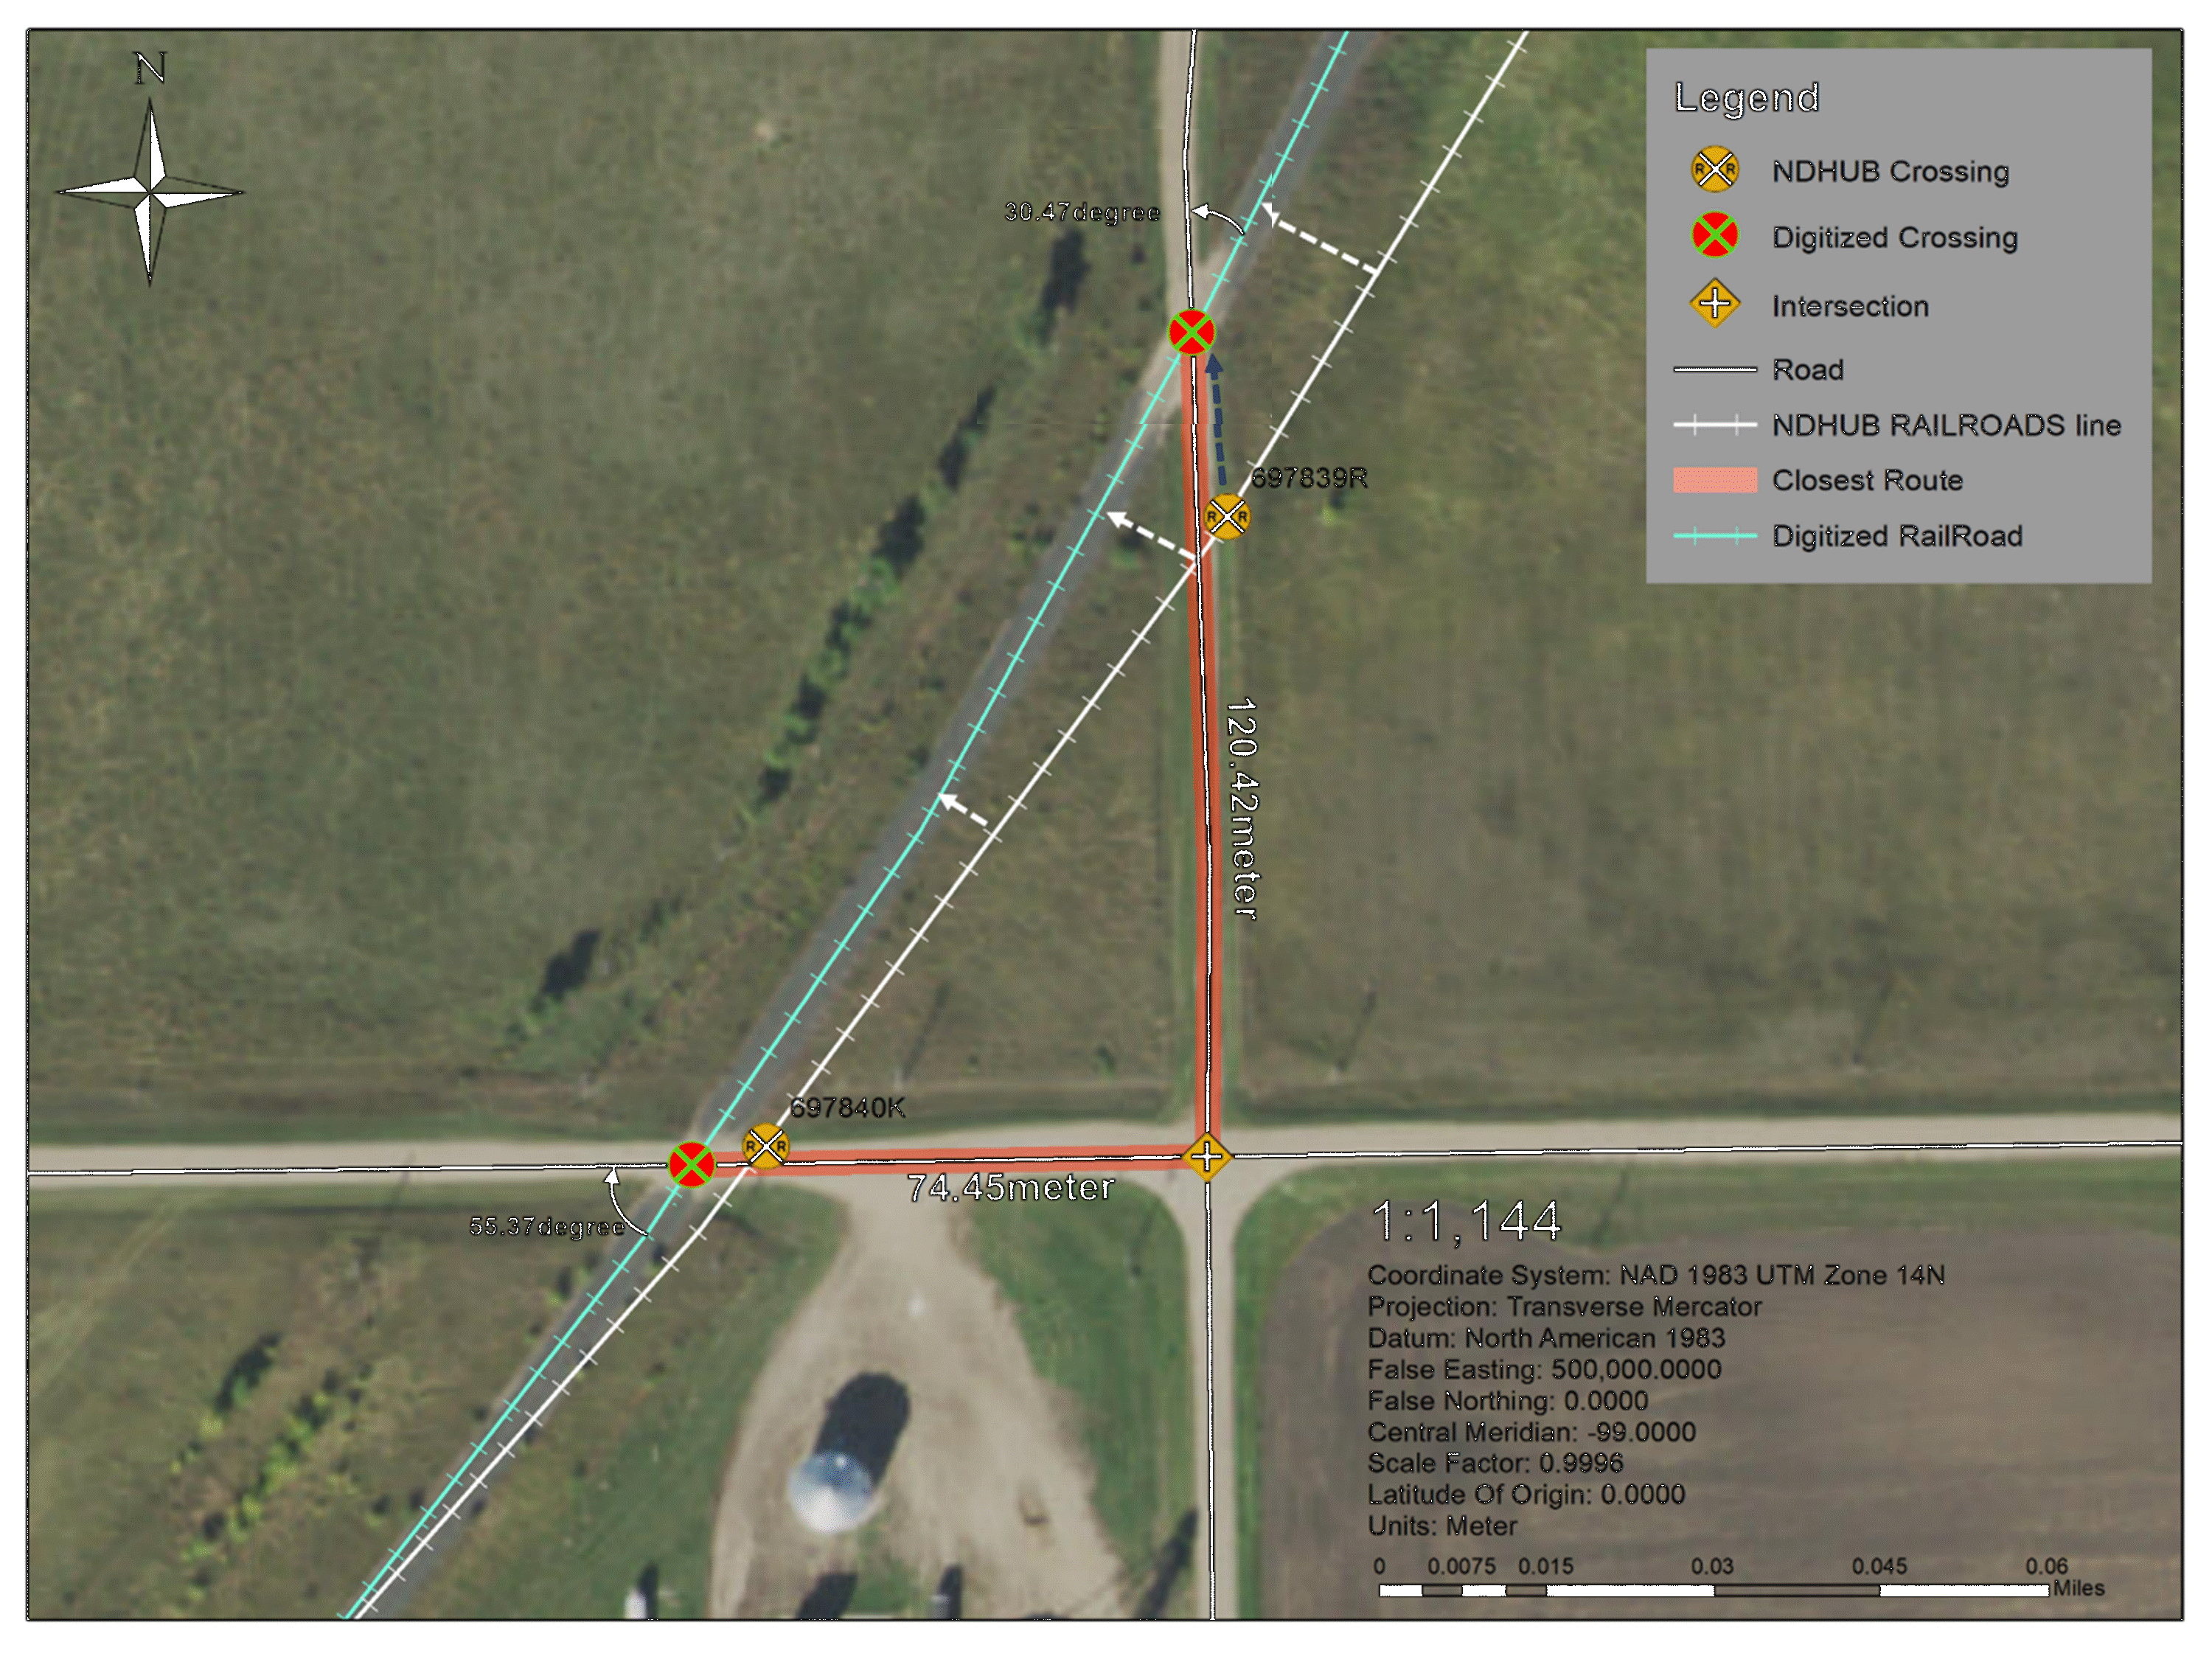 N
30.47degree
Legend
R R NDHUB Crossing
Digitized Crossing
Intersection
Road
NDHUB RAILROADS line
Closest Route
Digitized RailRoad
697839R
R R
120.42meter
697840K
R R
74.45meter
55.37degree
1:1,144
Coordinate System: NAD 1983 UTM Zone 14N
Projection: Transverse Mercator
Datum: North American 1983
False Easting: 500,000.0000
False Northing: 0.0000
Central Meridian: -99.0000
Scale Factor: 0.9996
Latitude Of Origin: 0.0000
Units: Meter
0 0.0075 0.015 0.03 0.045 0.06
Miles